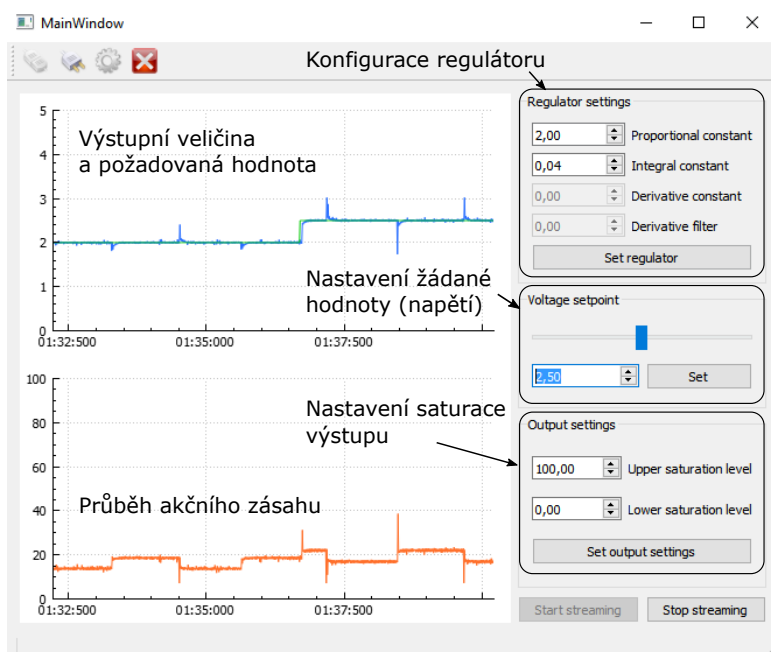 MainWindow
Konfigurace regulátoru
Výstupní veličina
a požadovaná hodnota
5
4
3
2
1
0
01:32:500
01:35:000
01:37:500
Regulator settings
2,00 Proportional constant
0,04 Integral constant
0,00 Derivative constant
0,00 Derivative filter
Set regulator
Nastavení žádané
hodnoty (napětí)
Voltage setpoint
2,50 Set
100
80
60
40
20
0
01:32:500
01:35:000
01:37:500
Nastavení saturace
výstupu
Průběh akčního zásahu
Output settings
100,00 Upper saturation level
0,00 Lower saturation level
Set output settings
Start streaming
Stop streaming